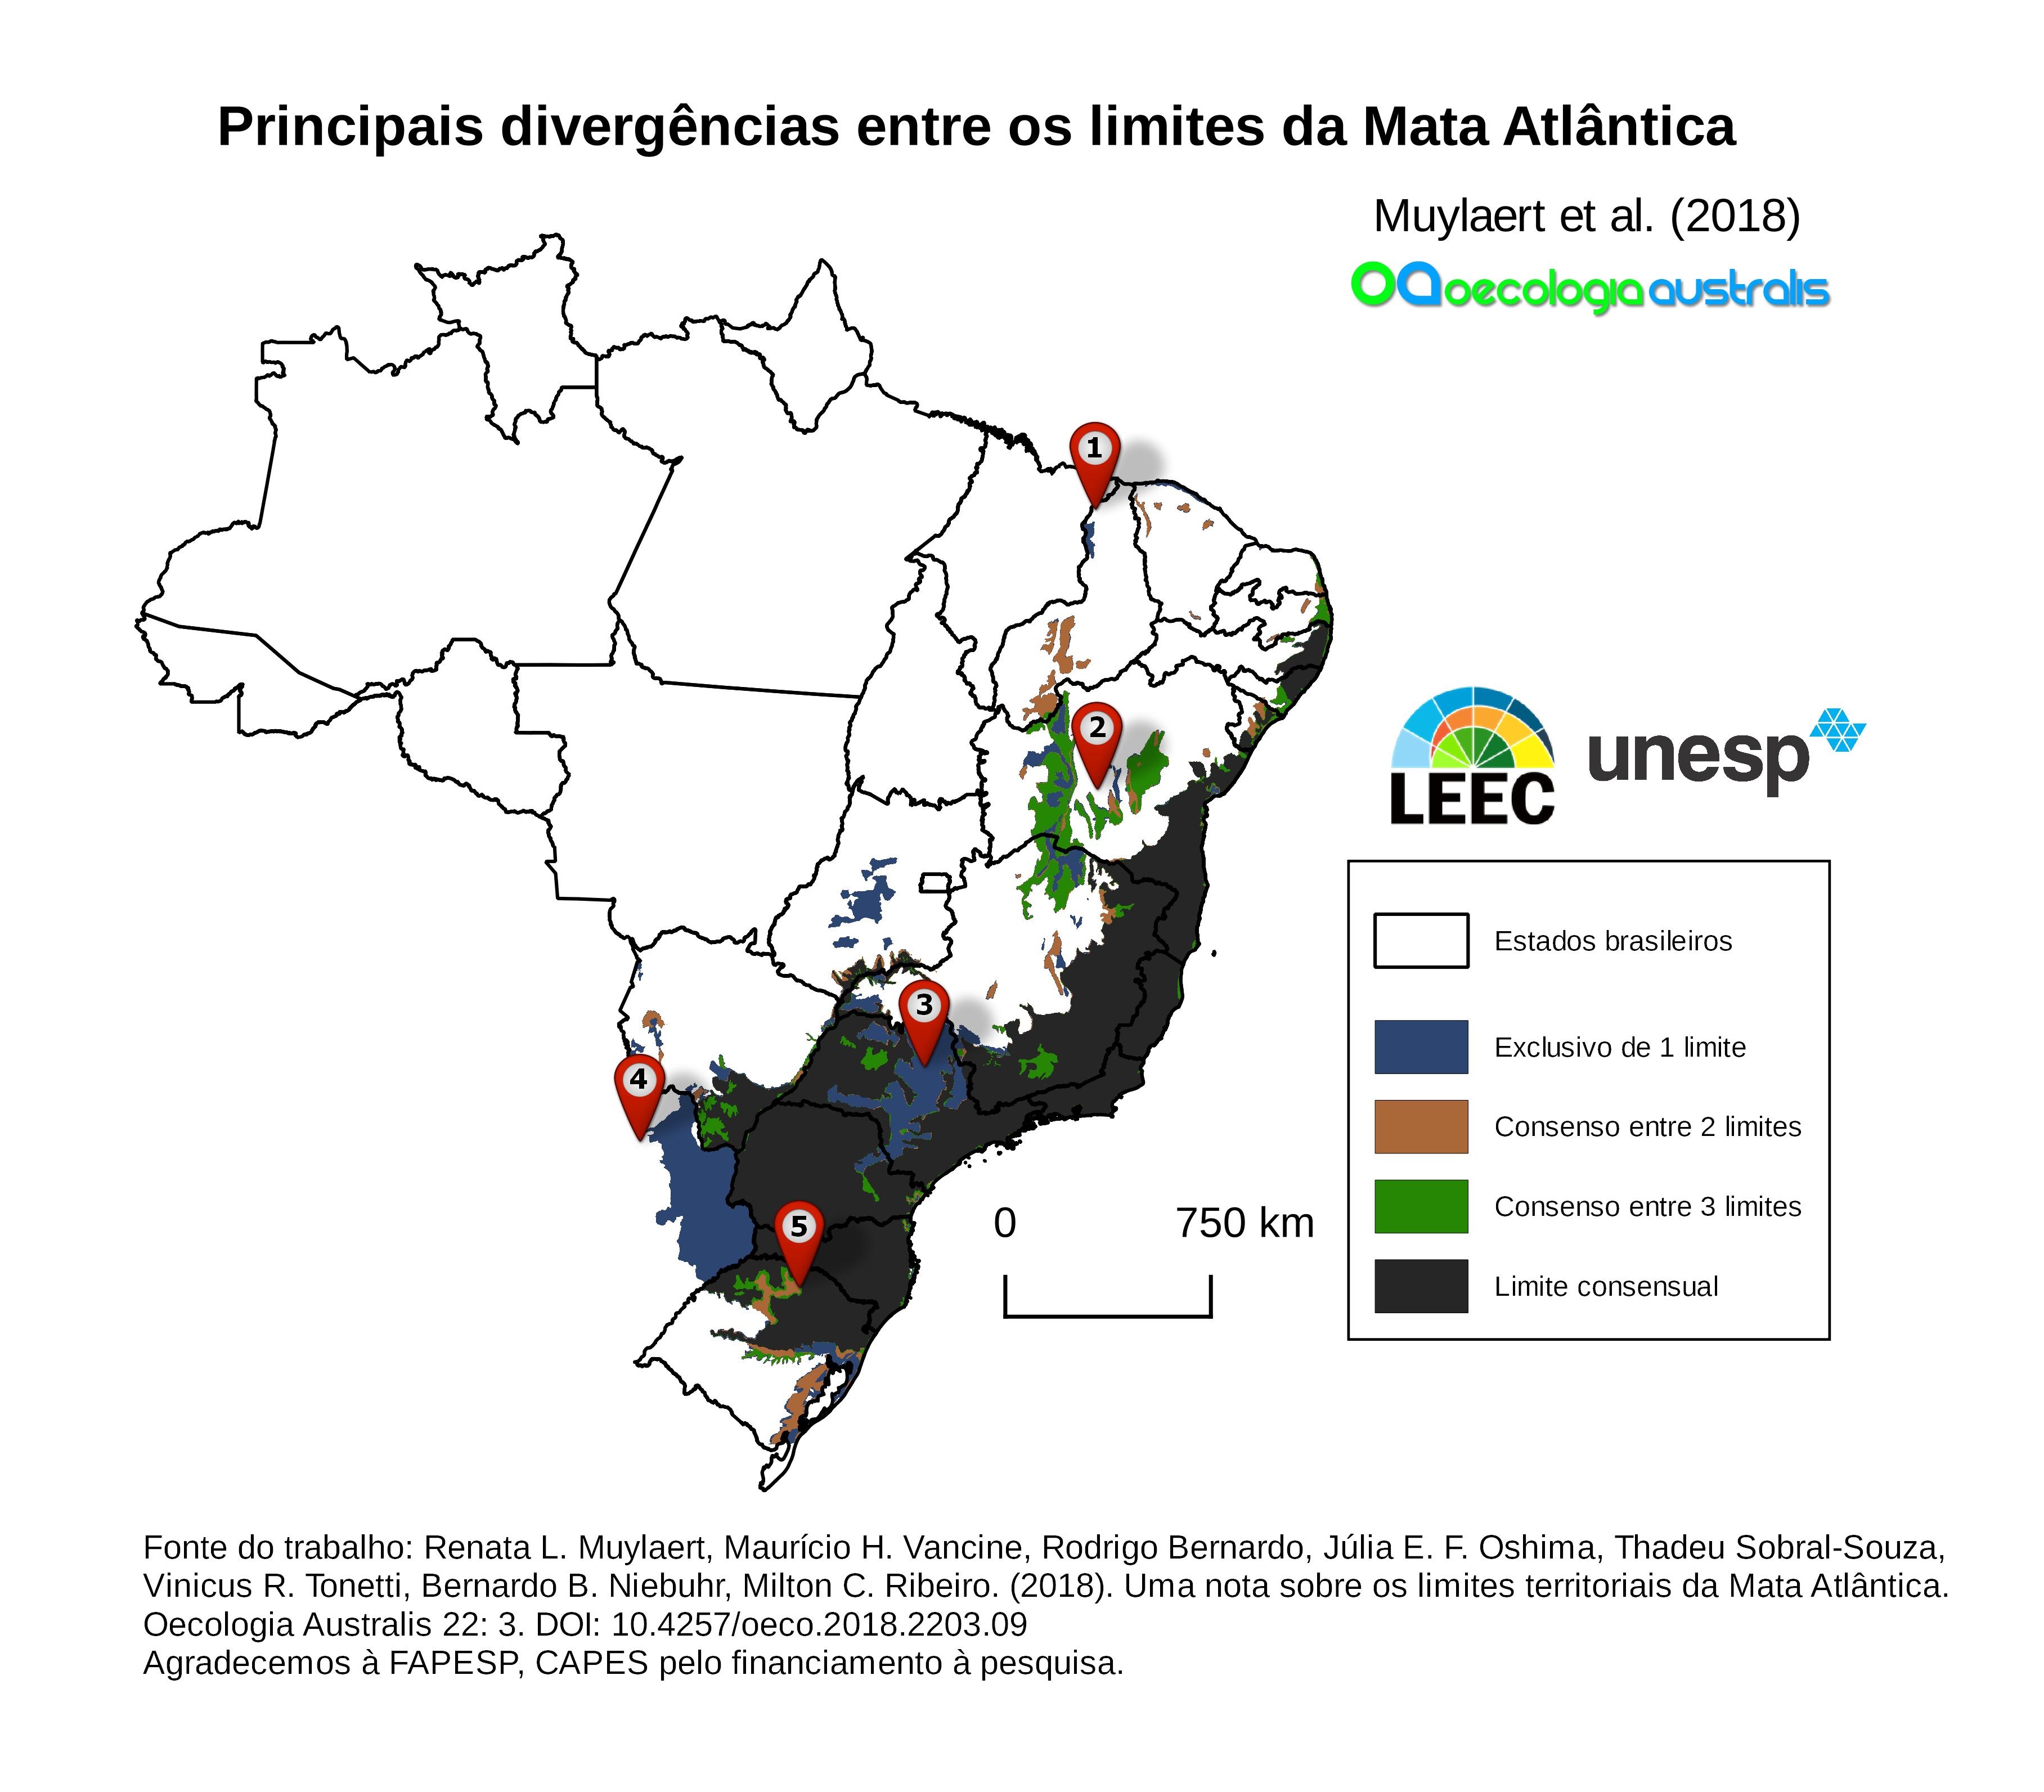 Principais divergências entre os limites da Mata Atlântica
Muylaert et al. (2018)
oa oecologia australis
1
2
3
4
5
LEEC
unesp
0 750 km
Estados brasileiros
Exclusivo de 1 limite
Consenso entre 2 limites
Consenso entre 3 limites
Limite consensual
Fonte do trabalho: Renata L. Muylaert, Maurício H. Vancine, Rodrigo Bernardo, Júlia E. F. Oshima, Thadeu Sobral-Souza,
Vinicus R. Tonetti, Bernardo B. Niebuhr, Milton C. Ribeiro. (2018). Uma nota sobre os limites territoriais da Mata Atlântica.
Oecologia Australis 22: 3. DOI: 10.4257/oeco.2018.2203.09
Agradecemos à FAPESP, CAPES pelo financiamento à pesquisa.